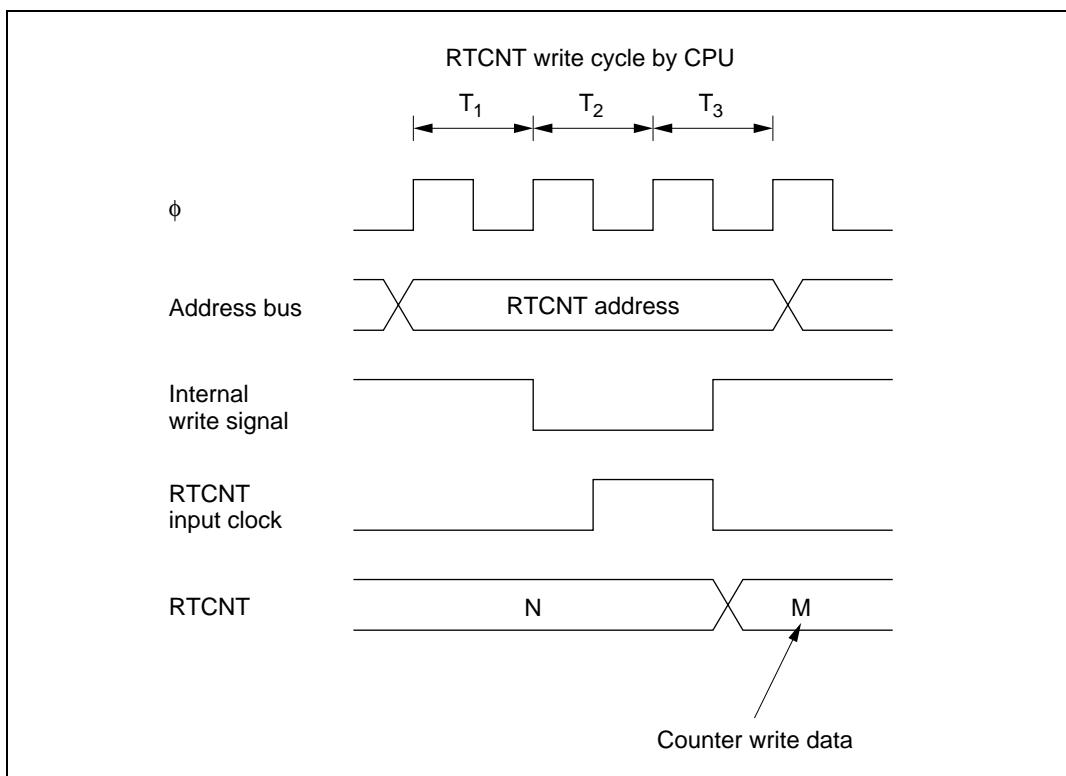 RTCNT write cycle by CPU
T1 T2 T3
ϕ
Address bus
RTCNT address
Internal
write signal
RTCNT
input clock
RTCNT
N
M
Counter write data